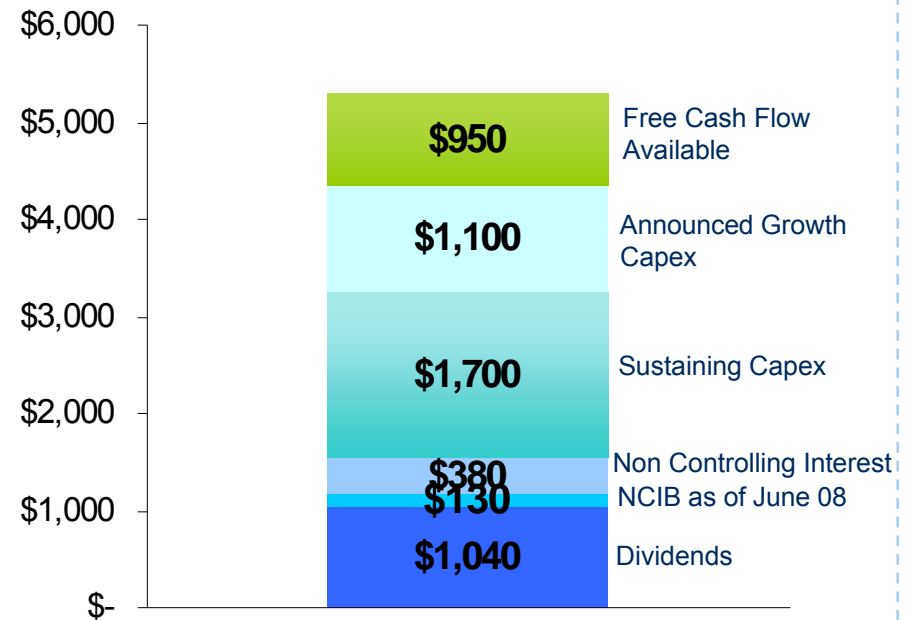 $6,000
$5,000
$4,000
$3,000
$2,000
$1,000
$-
$950
$1,100
$1,700
$380
$130
$1,040
Free Cash Flow
Available
Announced Growth
Capex
Sustaining Capex
Non Controlling Interest
NCIB as of June 08
Dividends